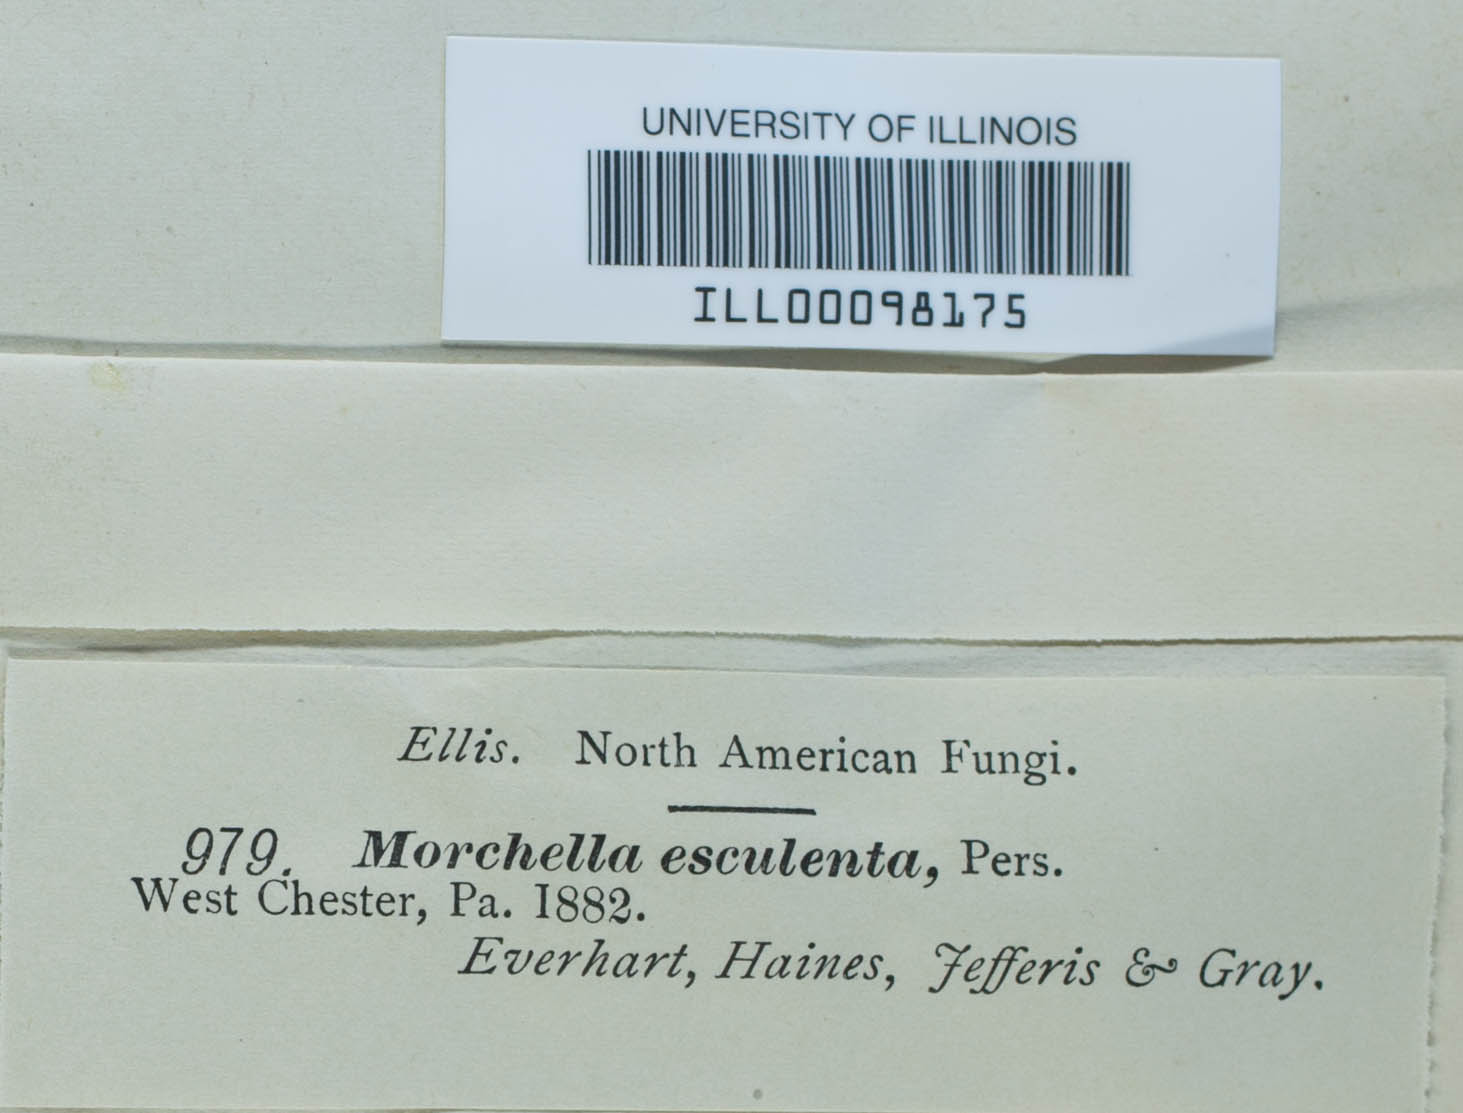 UNIVERSITY OF ILLINOIS
ILL00098175
Ellis. North American Fungi.
979. Morchella esculenta, Pers.
West Chester, Pa. 1882.
Everhart, Haines, Jefferis & Gray.